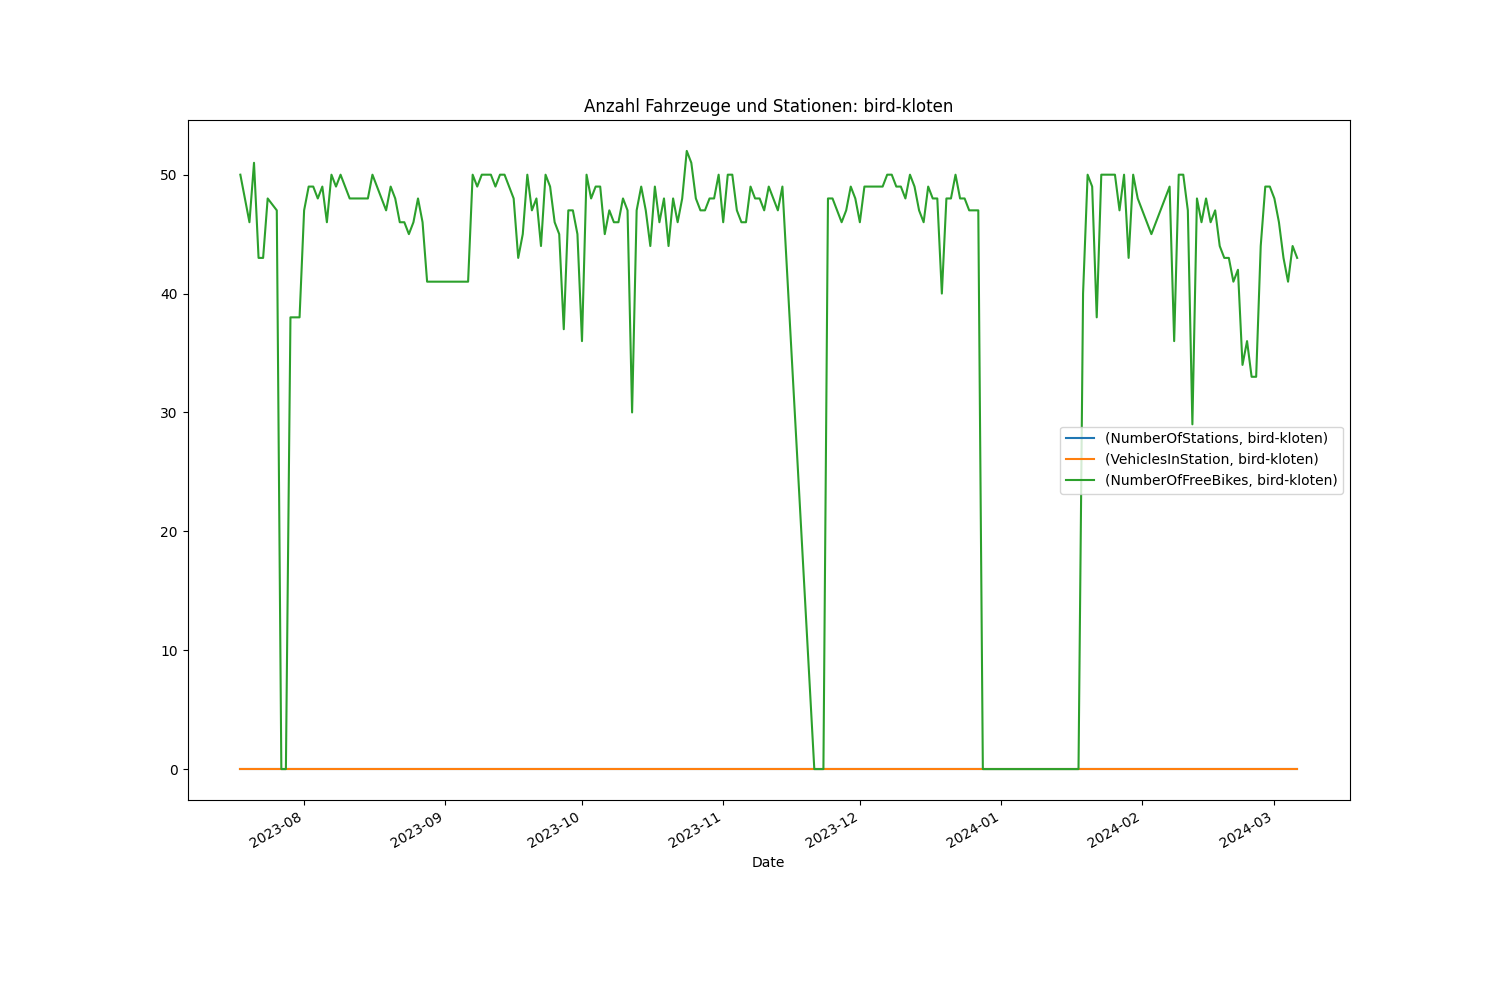 Anzahl Fahrzeuge und Stationen: bird-kloten
50
40
30
20
10
0
(NumberOfStations, bird-kloten)
(VehiclesInStation, bird-kloten)
(NumberOfFreeBikes, bird-kloten)
2023-08
2023-09
2023-10
2023-11
2023-12
2024-01
2024-02
2024-03
Date